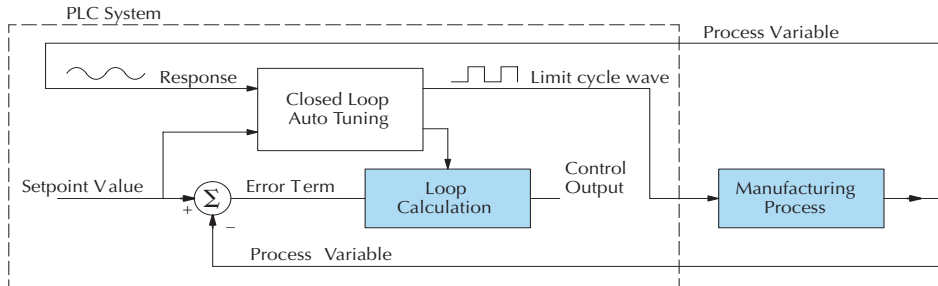 PLC System
Process Variable
Response
Limit cycle wave
Closed Loop
Auto Tuning
Setpoint Value
Error Term
Control
Output
Loop
Calculation
Manufacturing
Process
Σ
+
−
Process Variable